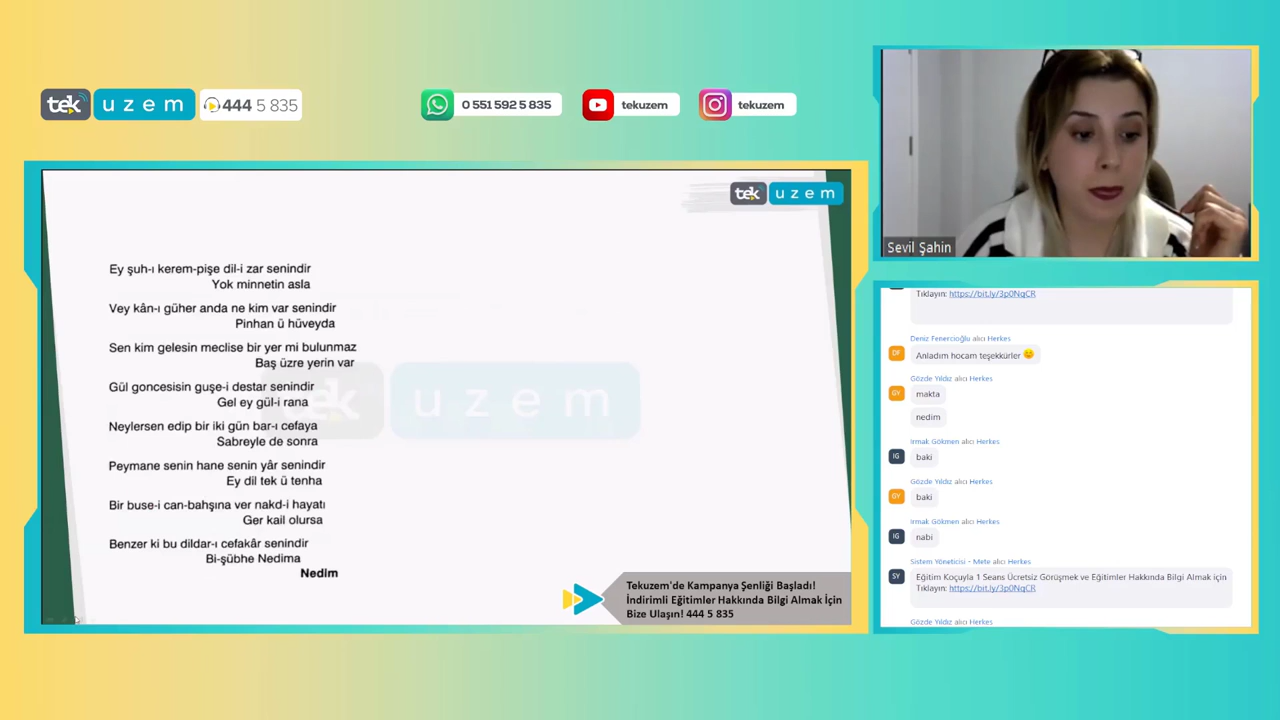 tek uzem 444 5 835
0 551 592 5 835
tekuzem
tekuzem
tek uzem
Ey şuh-ı kerem-pişe dil-i zar senindir
Yok minnetin asla
Vey kân-ı güher anda ne kim var senindir
Pinhan ü hüveyda
Sen kim gelesin meclise bir yer mi bulunmaz
Baş üzre yerin var
Gül goncesisin guşe-i destar senindir
Gel ey gül-i rana
Neylersen edip bir iki gün bar-ı cefaya
Sabreyle de sonra
Peymane senin hane senin yâr senindir
Ey dil tek ü tenha
Bir buse-i can-bahşına ver nakd-i hayatı
Ger kail olursa
Benzer ki bu dildar-ı cefakâr senindir
Bi-şübhe Nedima
Nedim
tek uzem
Tekuzem'de Kampanya Şenliği Başladı!
İndirimli Eğitimler Hakkında Bilgi Almak İçin
Bize Ulaşın! 444 5 835
Sevil Şahin
Tıklayın: https://bit.ly/3p0NqCR
Deniz Fenercioğlu alıcı Herkes
DF Anladım hocam teşekkürler
Gözde Yıldız alıcı Herkes
GY makta
nedim
Irmak Gökmen alıcı Herkes
IG baki
Gözde Yıldız alıcı Herkes
GY baki
Irmak Gökmen alıcı Herkes
IG nabi
Sistem Yöneticisi - Mete alıcı Herkes
SY Eğitim Koçuyla 1 Seans Ücretsiz Görüşmek ve Eğitimler Hakkında Bilgi Almak için
Tıklayın: https://bit.ly/3p0NqCR
Gözde Yıldız alıcı Herkes